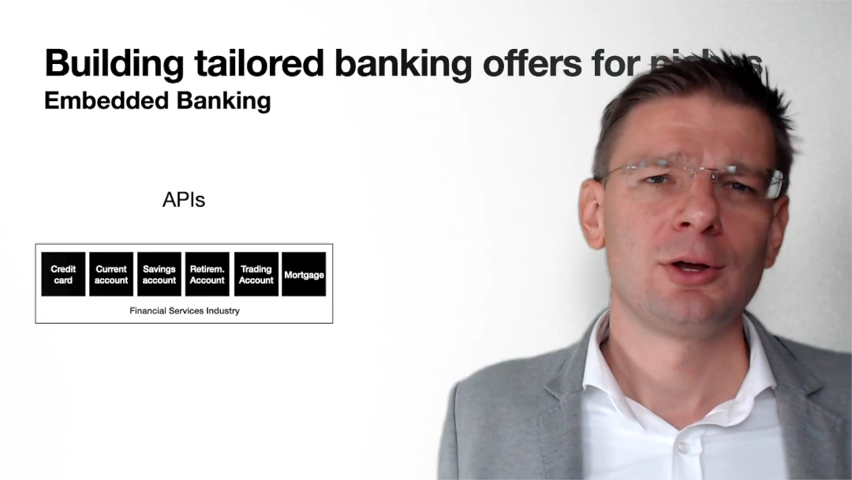 Building tailored banking offers for
Embedded Banking
APIs
Credit card
Current account
Savings account
Retirem. Account
Trading Account
Mortgage
Financial Services Industry